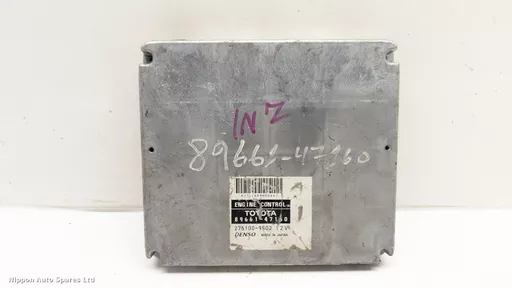 1NZ
89661-47160
ENGINE CONTROL
TOYOTA
89661-47160
275100-9502 12V
DENSO MADE IN JAPAN
Nippon Auto Spares Ltd